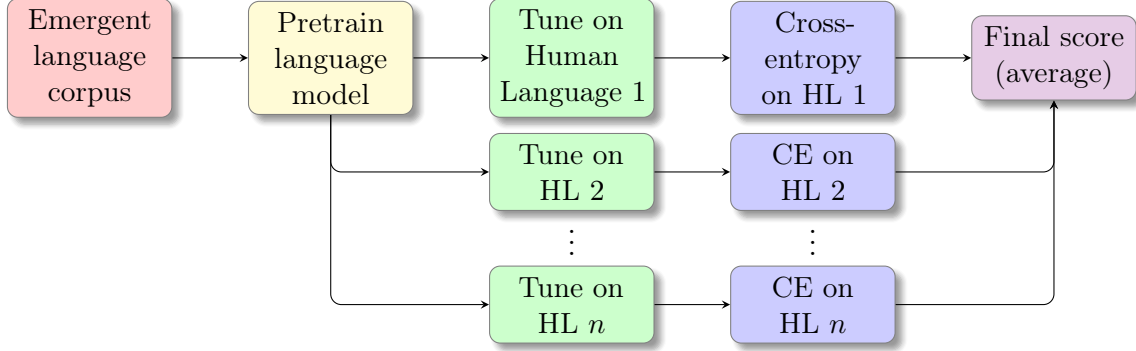 Emergent
language
corpus
Pretrain
language
model
Tune on
Human
Language 1
Cross-
entropy
on HL 1
Final score
(average)
Tune on
HL 2
CE on
HL 2
⋮
⋮
Tune on
HL n
CE on
HL n